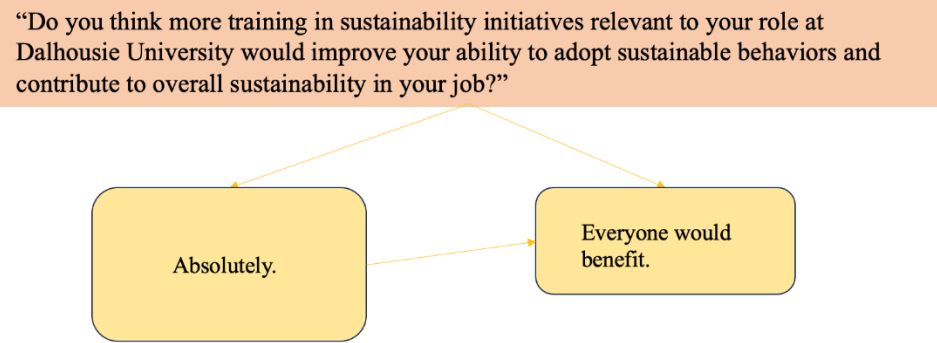 “Do you think more training in sustainability initiatives relevant to your role at
Dalhousie University would improve your ability to adopt sustainable behaviors and
contribute to overall sustainability in your job?”
Absolutely.
Everyone would
benefit.